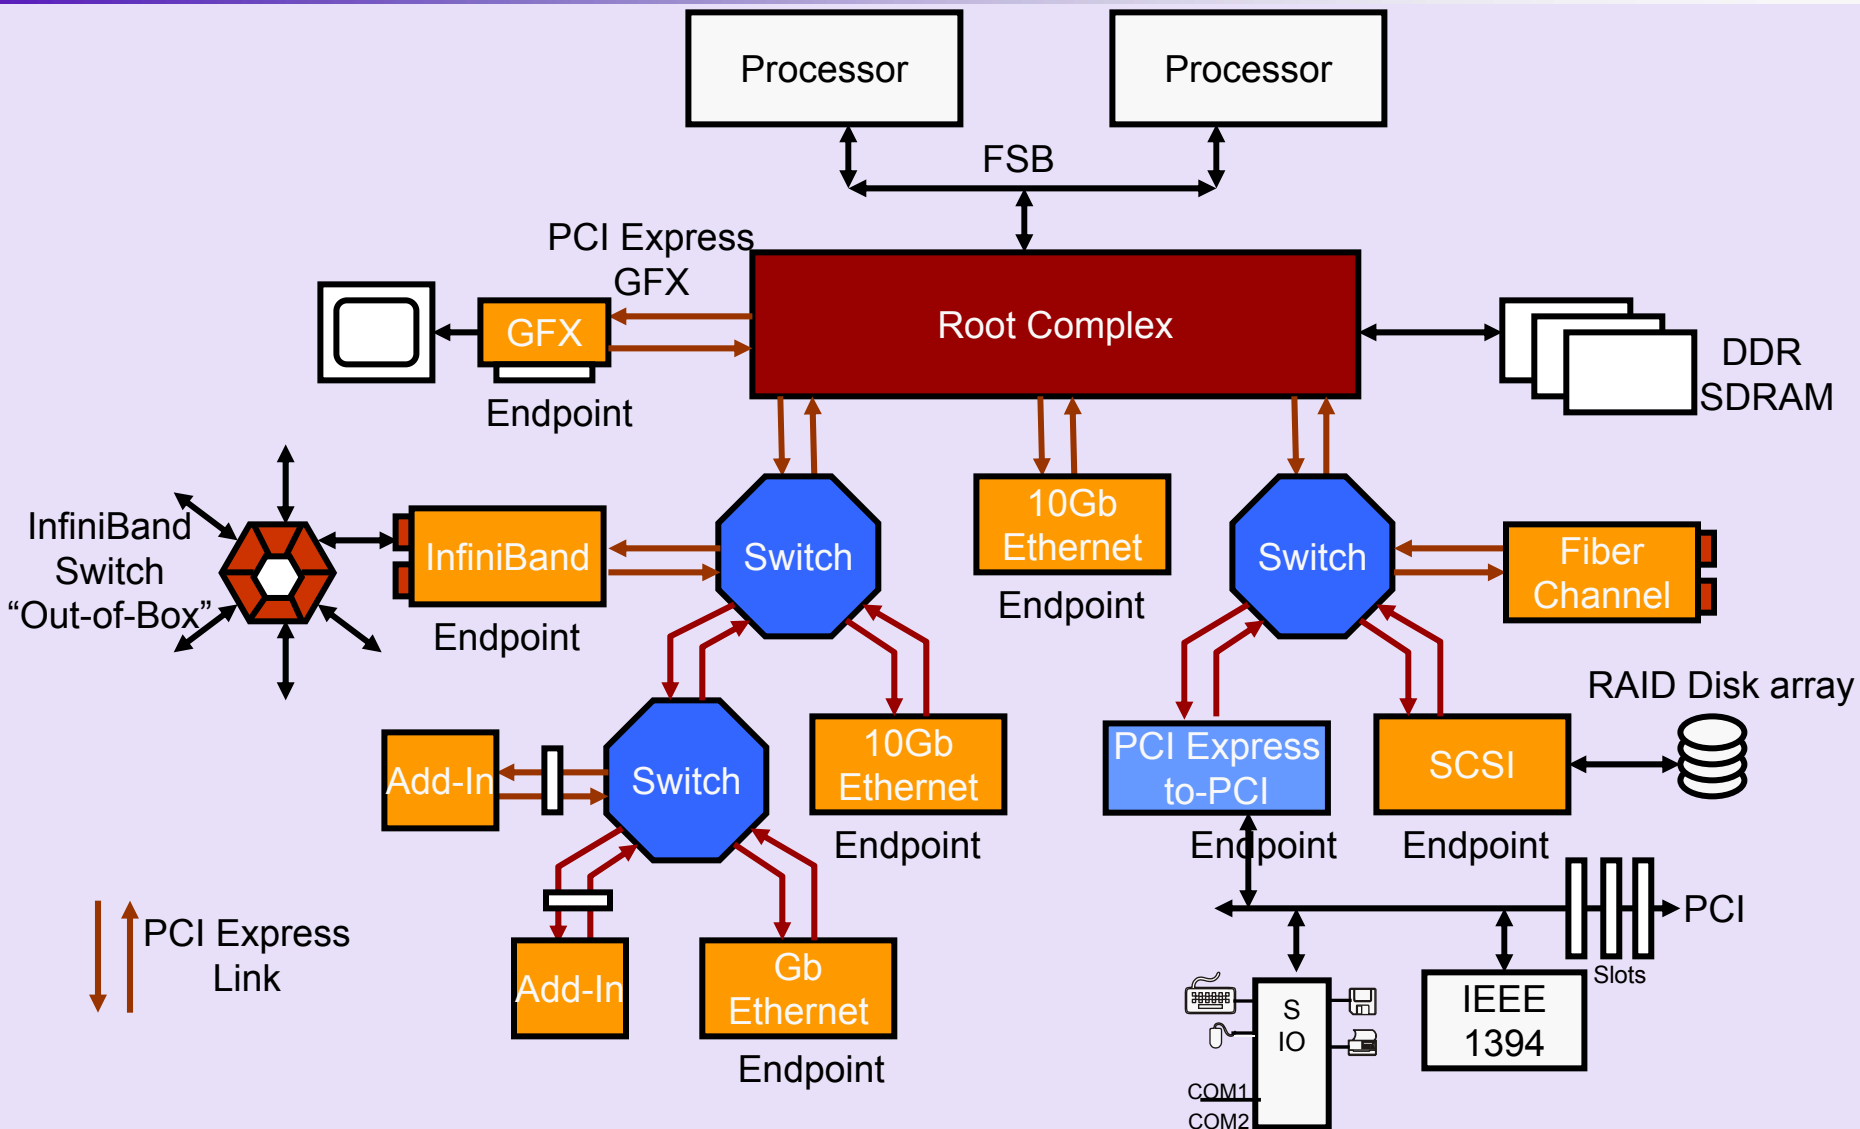 Processor
Processor
FSB
PCI Express
GFX
GFX
Endpoint
Root Complex
DDR
SDRAM
InfiniBand
Switch
“Out-of-Box”
InfiniBand
Endpoint
Switch
10Gb
Ethernet
Endpoint
Switch
Fiber
Channel
RAID Disk array
Add-In
Switch
10Gb
Ethernet
Endpoint
PCI Express
to-PCI
Endpoint
SCSI
Endpoint
PCI
Slots
PCI Express
Link
Add-In
Gb
Ethernet
Endpoint
S
IO
COM1
COM2
IEEE
1394